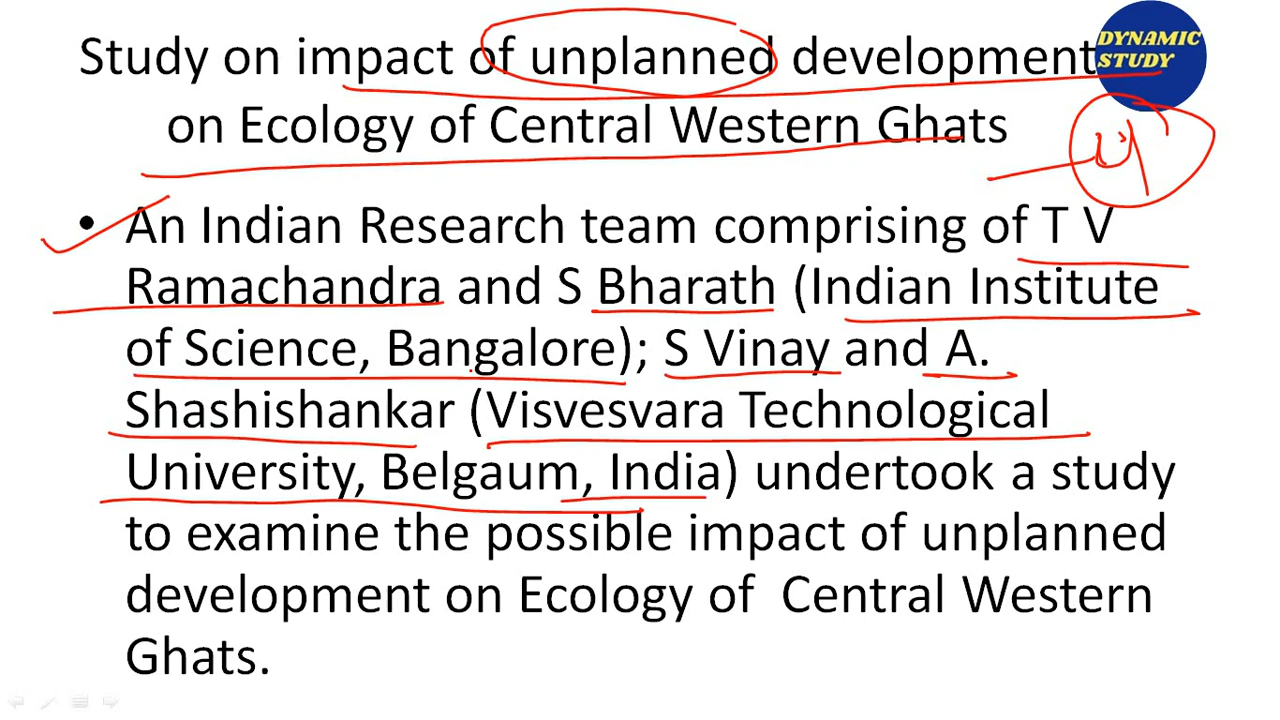 Study on impact of unplanned development
on Ecology of Central Western Ghats
DYNAMIC
STUDY
• An Indian Research team comprising of T V
Ramachandra and S Bharath (Indian Institute
of Science, Bangalore); S Vinay and A.
Shashishankar (Visvesvara Technological
University, Belgaum, India) undertook a study
to examine the possible impact of unplanned
development on Ecology of Central Western
Ghats.